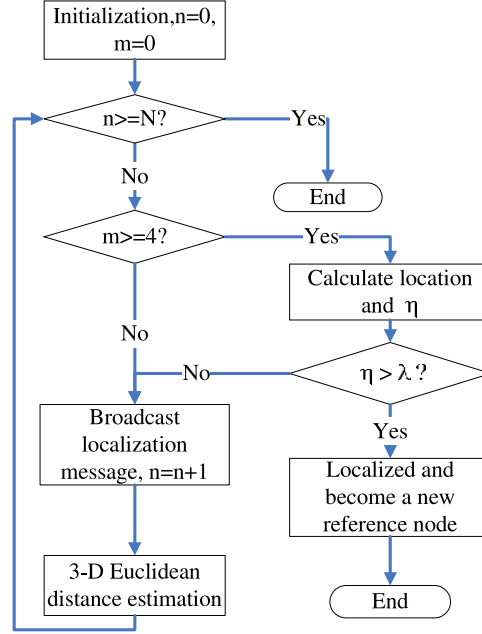 Initialization,n=0,
m=0
n>=N?
Yes
No
End
m>=4?
Yes
Calculate location
and η
No
No
η > λ ?
Broadcast
localization
message, n=n+1
Yes
Localized and
become a new
reference node
3-D Euclidean
distance estimation
End